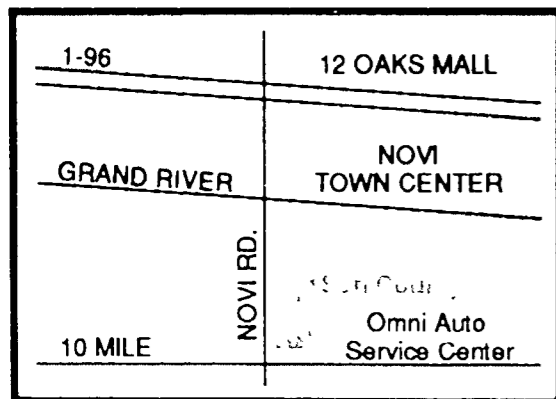 1-96
12 OAKS MALL
NOVI
TOWN CENTER
GRAND RIVER
NOVI RD.
Omni Auto
Service Center
10 MILE